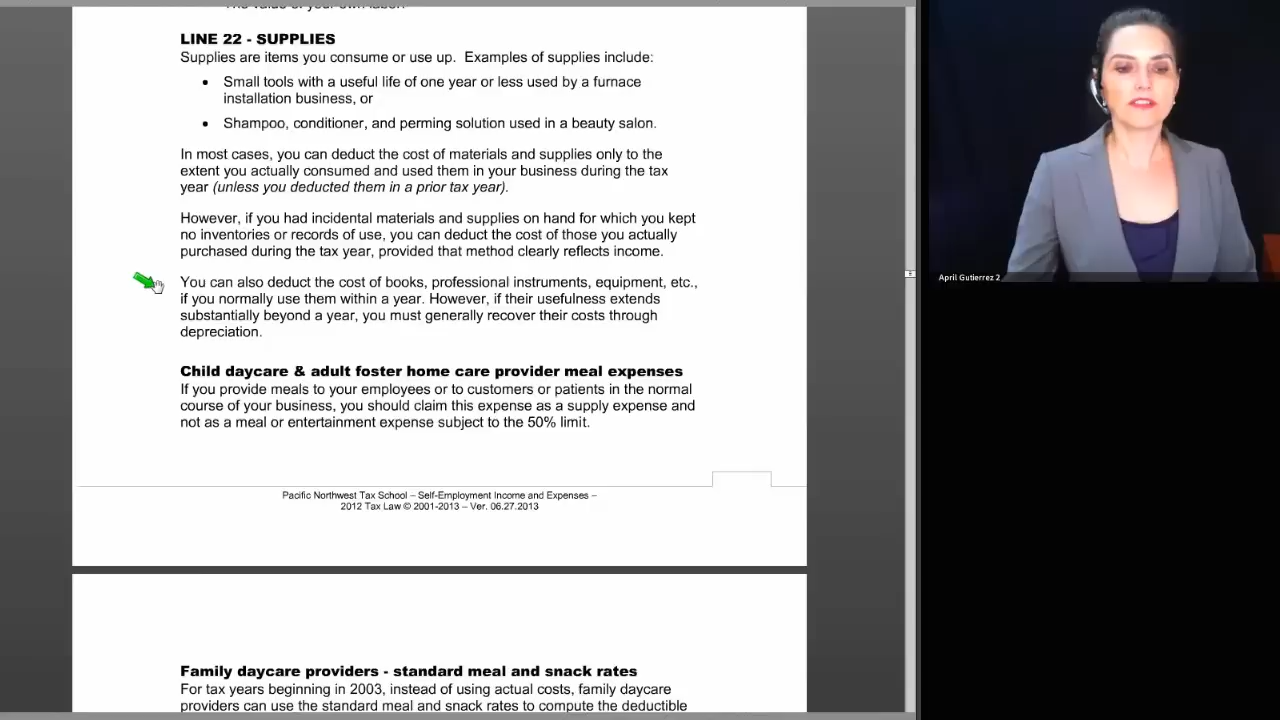 LINE 22 - SUPPLIES
Supplies are items you consume or use up.  Examples of supplies include:
• Small tools with a useful life of one year or less used by a furnace
installation business, or
• Shampoo, conditioner, and perming solution used in a beauty salon.
In most cases, you can deduct the cost of materials and supplies only to the
extent you actually consumed and used them in your business during the tax
year (unless you deducted them in a prior tax year).
However, if you had incidental materials and supplies on hand for which you kept
no inventories or records of use, you can deduct the cost of those you actually
purchased during the tax year, provided that method clearly reflects income.
You can also deduct the cost of books, professional instruments, equipment, etc.,
if you normally use them within a year. However, if their usefulness extends
substantially beyond a year, you must generally recover their costs through
depreciation.
Child daycare & adult foster home care provider meal expenses
If you provide meals to your employees or to customers or patients in the normal
course of your business, you should claim this expense as a supply expense and
not as a meal or entertainment expense subject to the 50% limit.
Pacific Northwest Tax School – Self-Employment Income and Expenses –
2012 Tax Law © 2001-2013 – Ver. 06.27.2013
Family daycare providers - standard meal and snack rates
For tax years beginning in 2003, instead of using actual costs, family daycare
providers can use the standard meal and snack rates to compute the deductible
April Gutierrez 2